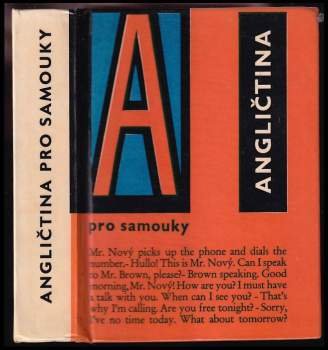 ANGLIČTINA PRO SAMOUKY
A
ANGLIČTINA
pro samouky
Mr. Nový picks up the phone and dials the
number.- Hullo! This is Mr. Nový. Can I speak
to Mr. Brown, please?- Brown speaking. Good
morning, Mr. Nový! How are you? I must have
a talk with you. When can I see you? - That's
why I'm calling. Are you free tonight? - Sorry,
I've no time today. What about tomorrow?